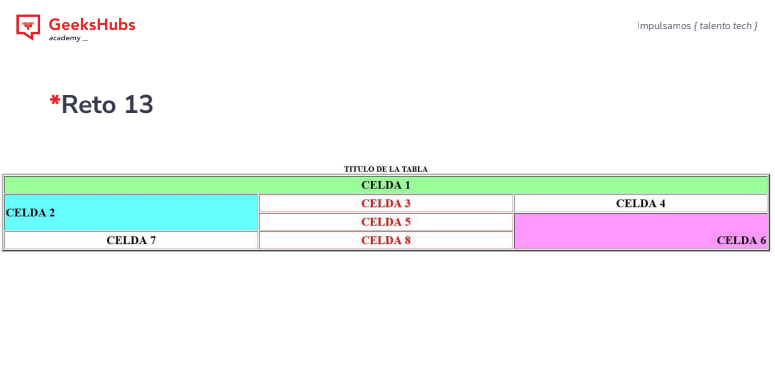 GeeksHubs
academy_
Impulsamos { talento tech }
*Reto 13
TITULO DE LA TABLA
CELDA 1
CELDA 2
CELDA 3
CELDA 4
CELDA 5
CELDA 6
CELDA 7
CELDA 8